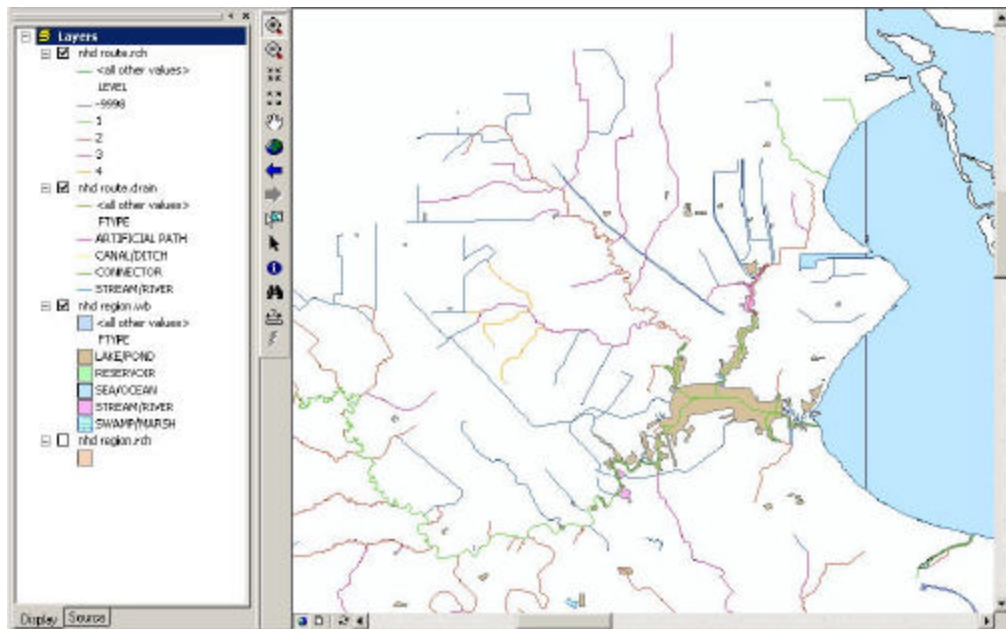 Layers
nhd route.rch
<all other values>
LEVEL
-9998
1
2
3
4
nhd route.drain
<all other values>
FTYPE
ARTIFICIAL PATH
CANAL/DITCH
CONNECTOR
STREAM/RIVER
nhd region.wb
<all other values>
FTYPE
LAKE/POND
RESERVOIR
SEA/OCEAN
STREAM/RIVER
SWAMP/MARSH
nhd region.rch
Display Source